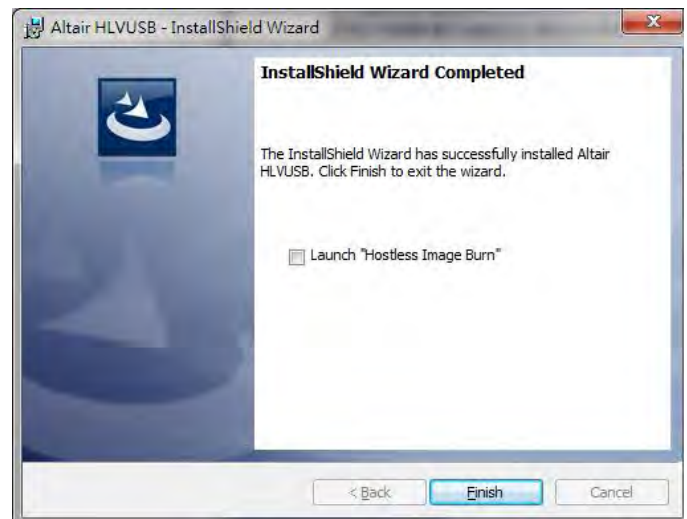 Altair HLVUSB - InstallShield Wizard
InstallShield Wizard Completed
The InstallShield Wizard has successfully installed Altair
HLVUSB. Click Finish to exit the wizard.
Launch "Hostless Image Burn"
< Back
Finish
Cancel